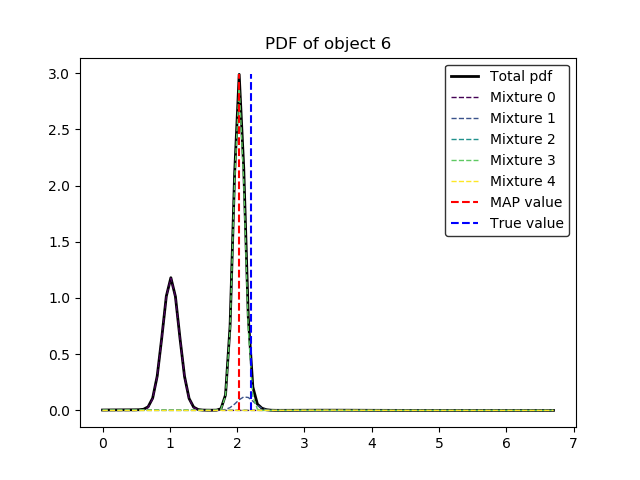 PDF of object 6
Total pdf
Mixture 0
Mixture 1
Mixture 2
Mixture 3
Mixture 4
MAP value
True value
3.0
2.5
2.0
1.5
1.0
0.5
0.0
0 1 2 3 4 5 6 7